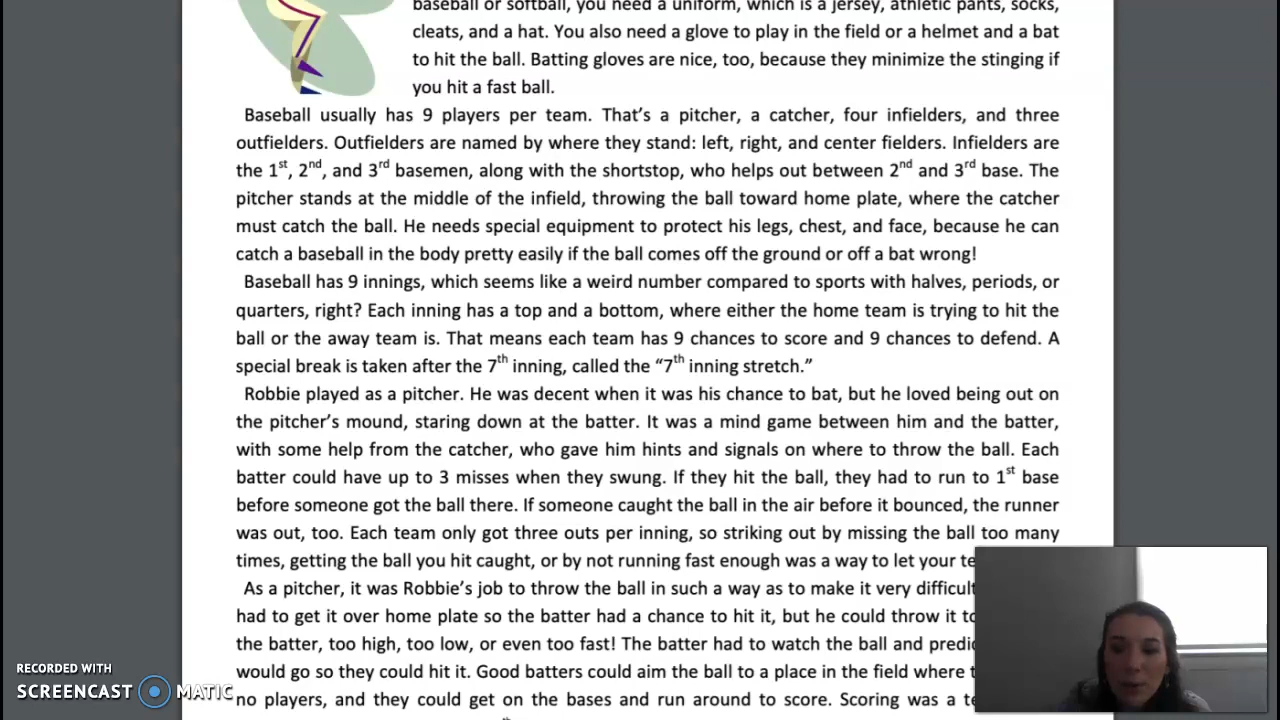 baseball or softball, you need a uniform, which is a jersey, athletic pants, socks,
cleats, and a hat. You also need a glove to play in the field or a helmet and a bat
to hit the ball. Batting gloves are nice, too, because they minimize the stinging if
you hit a fast ball.
Baseball usually has 9 players per team. That's a pitcher, a catcher, four infielders, and three
outfielders. Outfielders are named by where they stand: left, right, and center fielders. Infielders are
the 1st, 2nd, and 3rd basemen, along with the shortstop, who helps out between 2nd and 3rd base. The
pitcher stands at the middle of the infield, throwing the ball toward home plate, where the catcher
must catch the ball. He needs special equipment to protect his legs, chest, and face, because he can
catch a baseball in the body pretty easily if the ball comes off the ground or off a bat wrong!
Baseball has 9 innings, which seems like a weird number compared to sports with halves, periods, or
quarters, right? Each inning has a top and a bottom, where either the home team is trying to hit the
ball or the away team is. That means each team has 9 chances to score and 9 chances to defend. A
special break is taken after the 7th inning, called the “7th inning stretch.”
Robbie played as a pitcher. He was decent when it was his chance to bat, but he loved being out on
the pitcher's mound, staring down at the batter. It was a mind game between him and the batter,
with some help from the catcher, who gave him hints and signals on where to throw the ball. Each
batter could have up to 3 misses when they swung. If they hit the ball, they had to run to 1st base
before someone got the ball there. If someone caught the ball in the air before it bounced, the runner
was out, too. Each team only got three outs per inning, so striking out by missing the ball too many
times, getting the ball you hit caught, or by not running fast enough was a way to let your
As a pitcher, it was Robbie's job to throw the ball in such a way as to make it very difficult
had to get it over home plate so the batter had a chance to hit it, but he could throw it
the batter, too high, too low, or even too fast! The batter had to watch the ball and
would go so they could hit it. Good batters could aim the ball to a place in the field where
no players, and they could get on the bases and run around to score. Scoring was a
RECORDED WITH
SCREENCAST MATIC